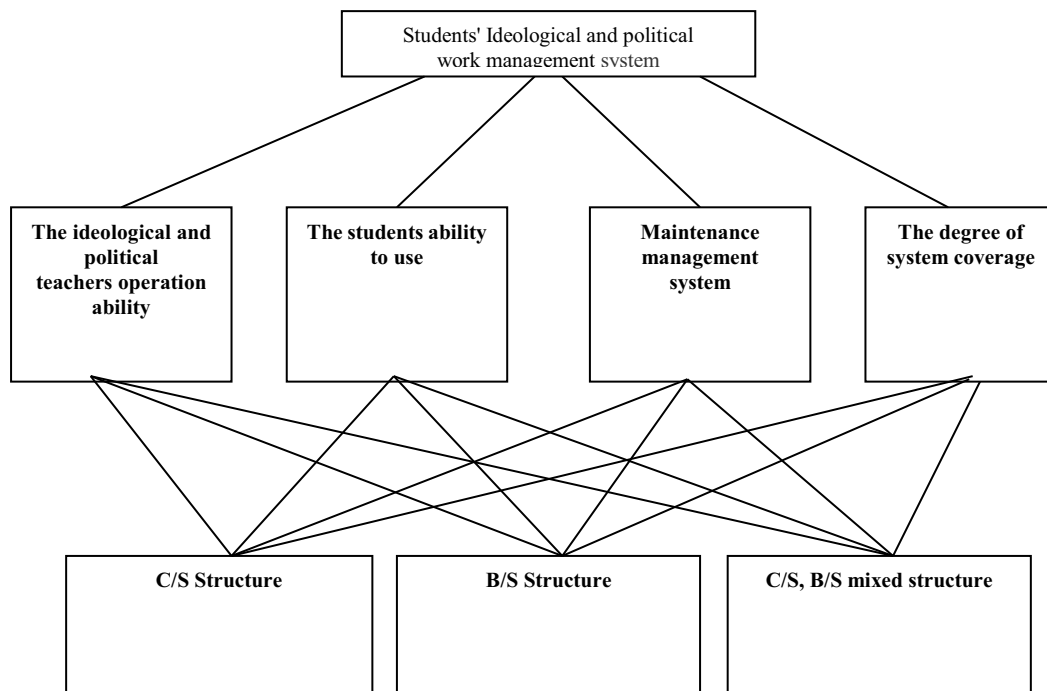 Students' Ideological and political
work management system
The ideological and
political
teachers operation
ability
The students ability
to use
Maintenance
management
system
The degree of
system coverage
C/S Structure
B/S Structure
C/S, B/S mixed structure